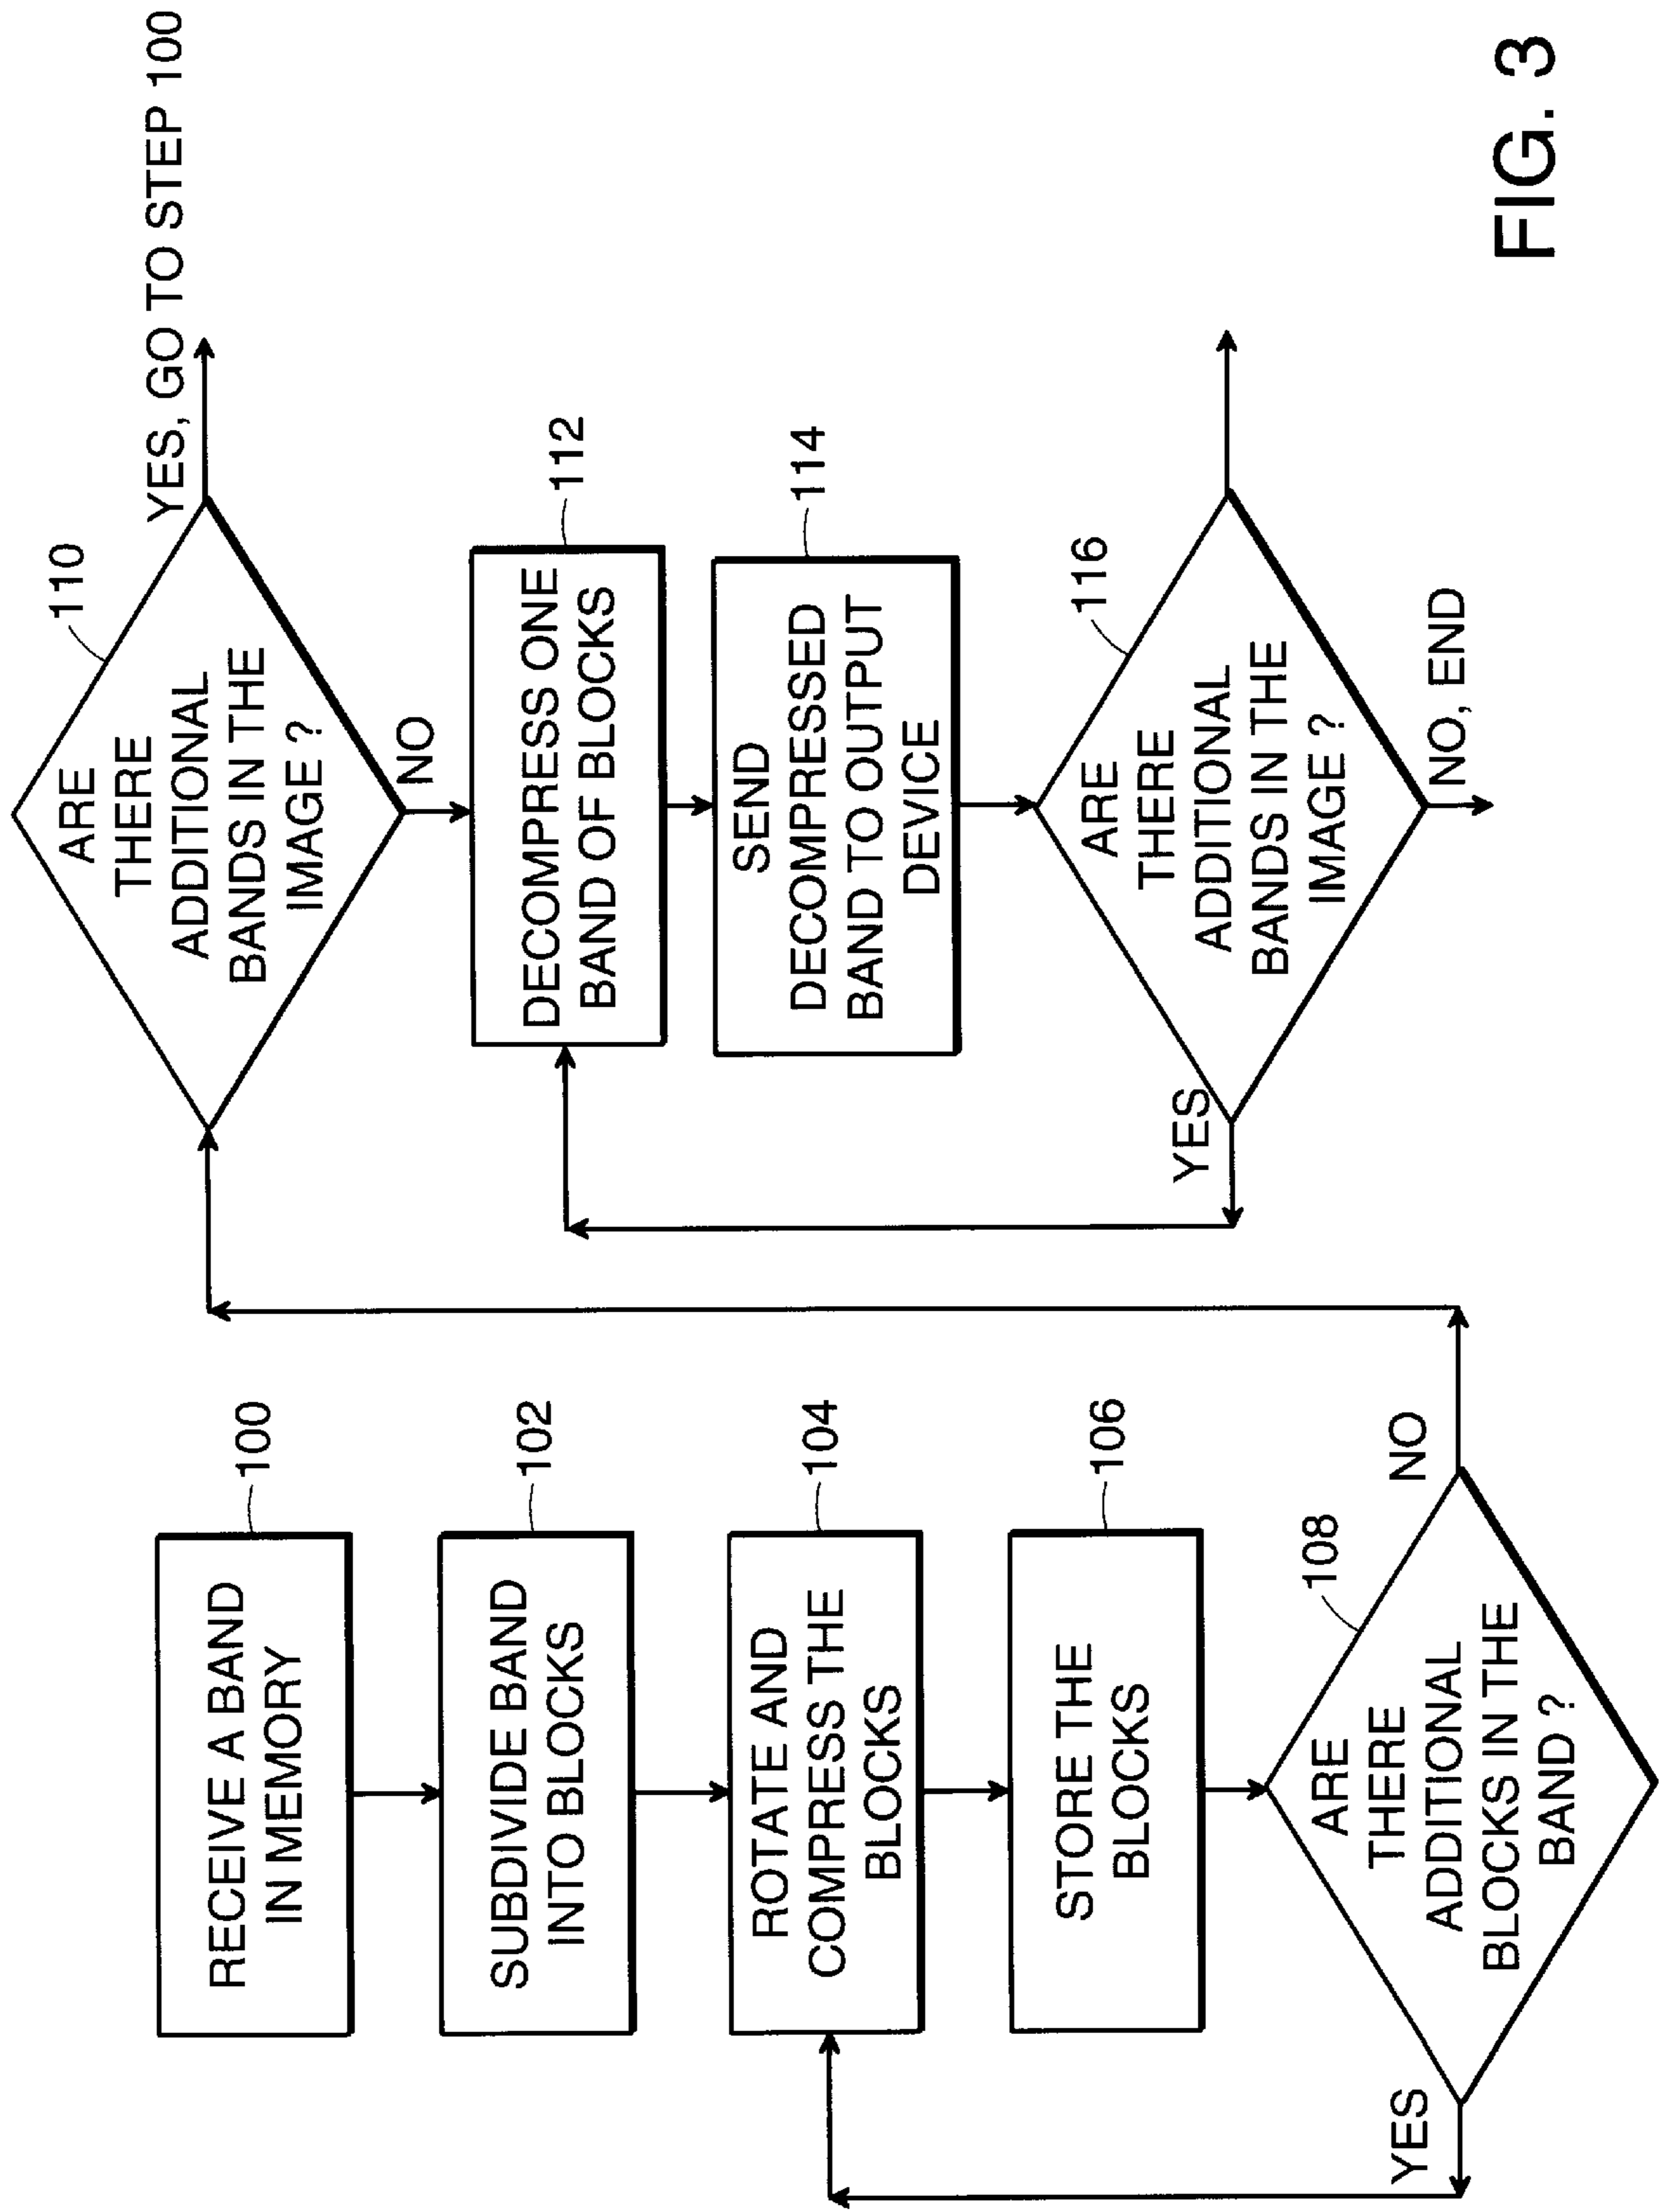 RECEIVE A BAND
IN MEMORY
100
SUBDIVIDE BAND
INTO BLOCKS
102
ROTATE AND
COMPRESS THE
BLOCKS
104
STORE THE
BLOCKS
106
ARE
THERE
ADDITIONAL
BLOCKS IN THE
BAND ?
108
YES
NO
ARE
THERE
ADDITIONAL
BANDS IN THE
IMAGE ?
110
YES, GO TO STEP 100
NO
DECOMPRESS ONE
BAND OF BLOCKS
112
SEND
DECOMPRESSED
BAND TO OUTPUT
DEVICE
114
ARE
THERE
ADDITIONAL
BANDS IN THE
IMAGE ?
116
YES
NO, END
FIG. 3